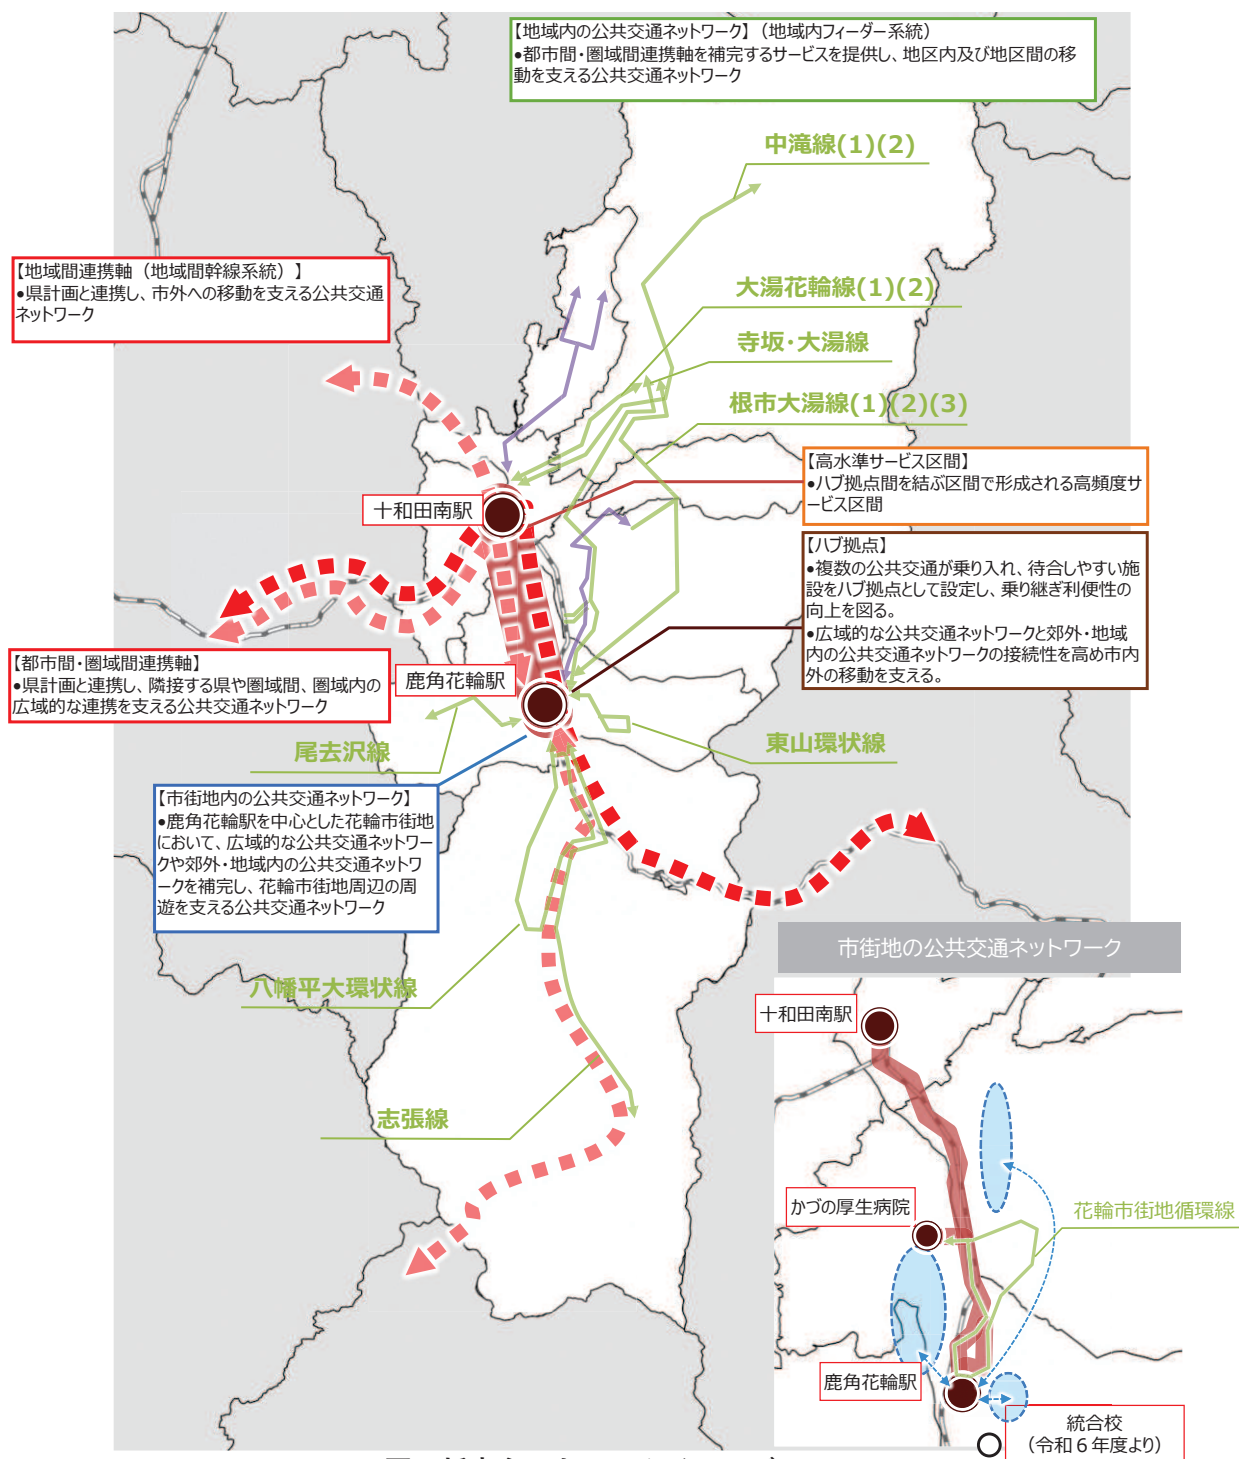 【地域内の公共交通ネットワーク】（地域内フィーダー系統）
●都市間・圏域間連携軸を補完するサービスを提供し、地区内及び地区間の移
動を支える公共交通ネットワーク
中滝線(1)(2)
【地域間連携軸（地域間幹線系統）】
●県計画と連携し、市外への移動を支える公共交通
ネットワーク
大湯花輪線(1)(2)
寺坂・大湯線
根市大湯線(1)(2)(3)
【高水準サービス区間】
●ハブ拠点間を結ぶ区間で形成される高頻度サ
ービス区間
十和田南駅
【ハブ拠点】
●複数の公共交通が乗り入れ、待合しやすい施
設をハブ拠点として設定し、乗り継ぎ利便性の
向上を図る。
●広域的な公共交通ネットワークと郊外・地域
内の公共交通ネットワークの接続性を高め市内
外の移動を支える。
【都市間・圏域間連携軸】
●県計画と連携し、隣接する県や圏域間、圏域内の
広域的な連携を支える公共交通ネットワーク
鹿角花輪駅
尾去沢線
東山環状線
【市街地内の公共交通ネットワーク】
●鹿角花輪駅を中心とした花輪市街地
において、広域的な公共交通ネットワー
クや郊外・地域内の公共交通ネットワ
ークを補完し、花輪市街地周辺の周
遊を支える公共交通ネットワーク
八幡平大環状線
志張線
市街地の公共交通ネットワーク
十和田南駅
かづの厚生病院
花輪市街地循環線
鹿角花輪駅
統合校
（令和６年度より）